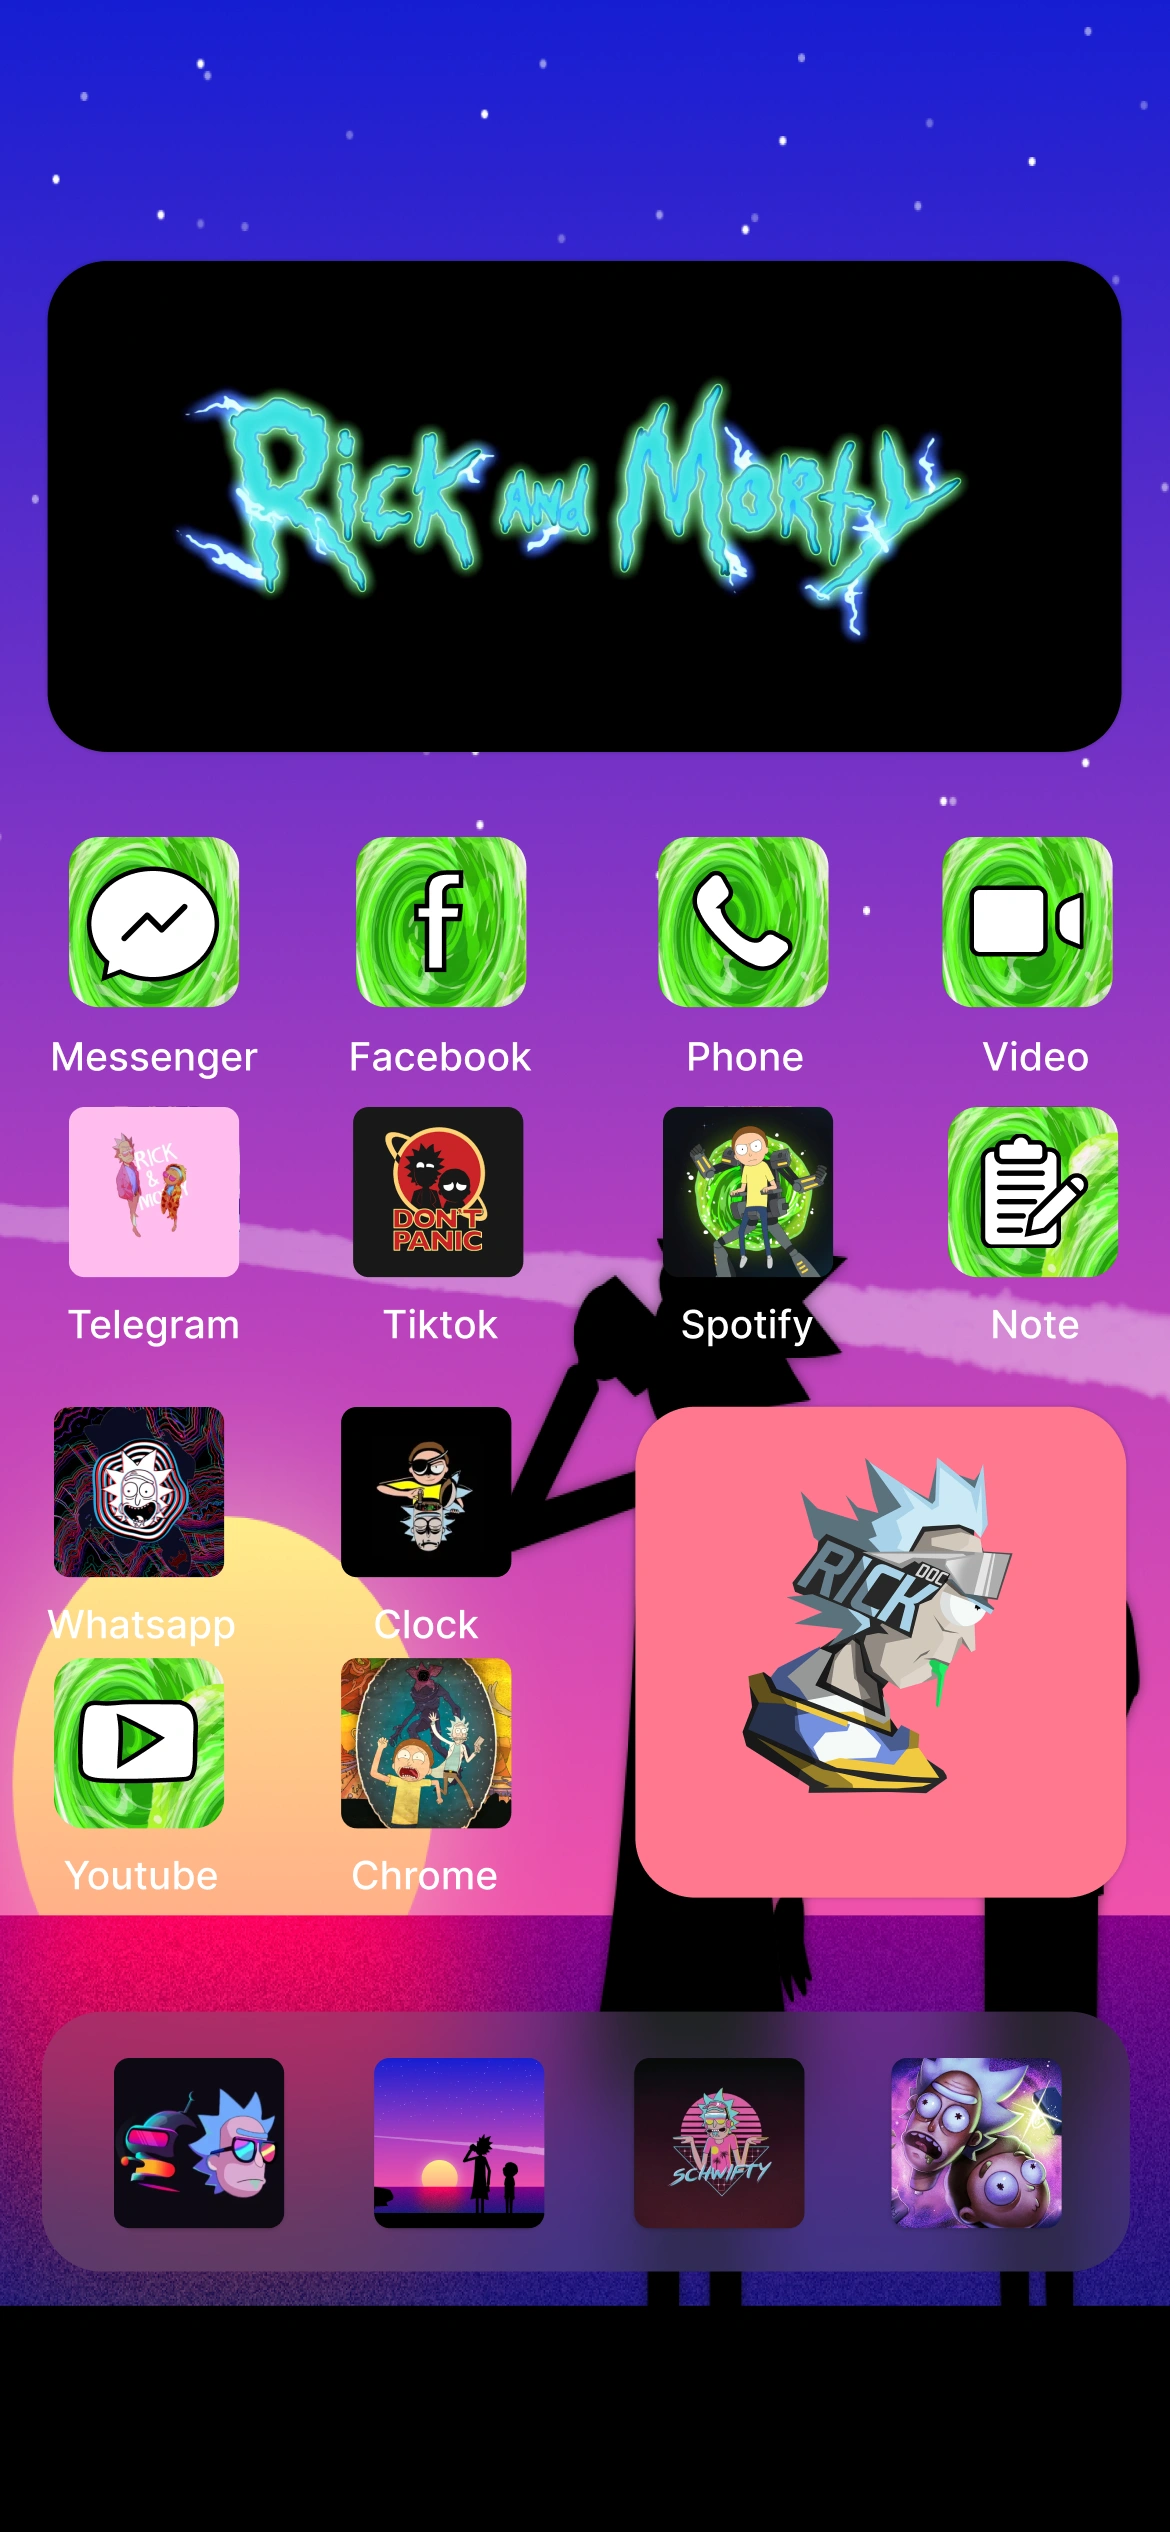 Rick and Morty
Messenger
Facebook
Phone
Video
RICK
&
MORTY
DON'T
PANIC
Telegram
Tiktok
Spotify
Note
Whatsapp
Clock
DOC
RICK
Youtube
Chrome
SCHWIFTY